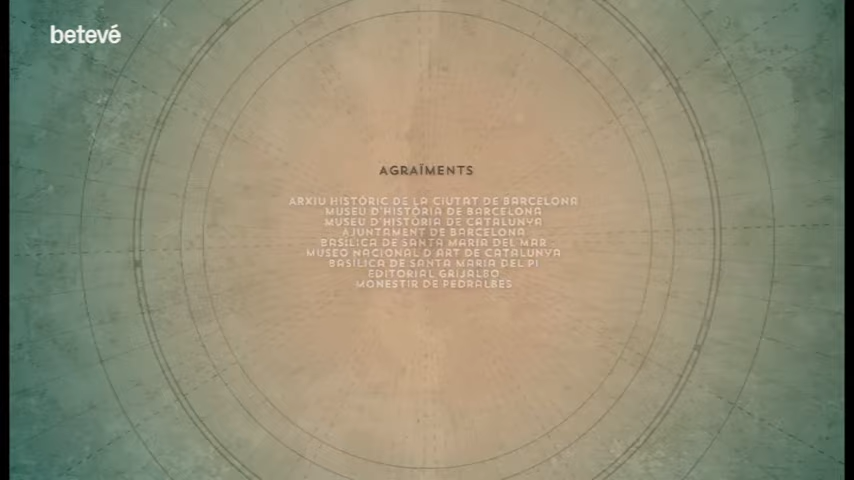 betevé
AGRAÏMENTS
ARXIU HISTÒRIC DE LA CIUTAT DE BARCELONA
MUSEU D'HISTÒRIA DE BARCELONA
MUSEU D'HISTÒRIA DE CATALUNYA
AJUNTAMENT DE BARCELONA
BASÍLICA DE SANTA MARIA DEL MAR
MUSEO NACIONAL D'ART DE CATALUNYA
BASÍLICA DE SANTA MARIA DEL PI
EDITORIAL GRIJALBO
MONESTIR DE PEDRALBES